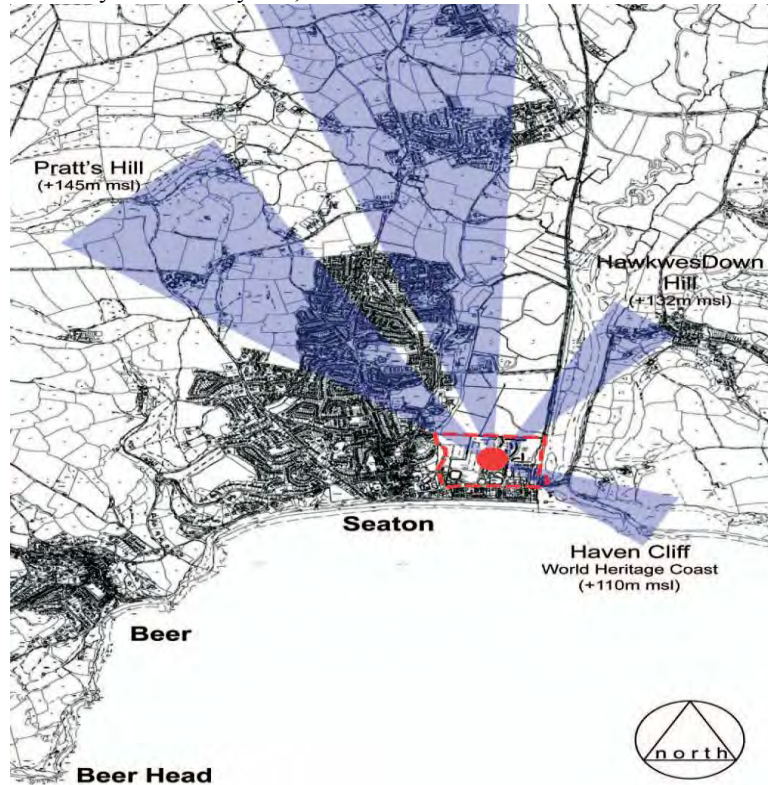 Pratt's Hill
(+145m msl)
HawkwesDown
Hill
(+132m msl)
Seaton
Haven Cliff
World Heritage Coast
(+110m msl)
Beer
north
Beer Head